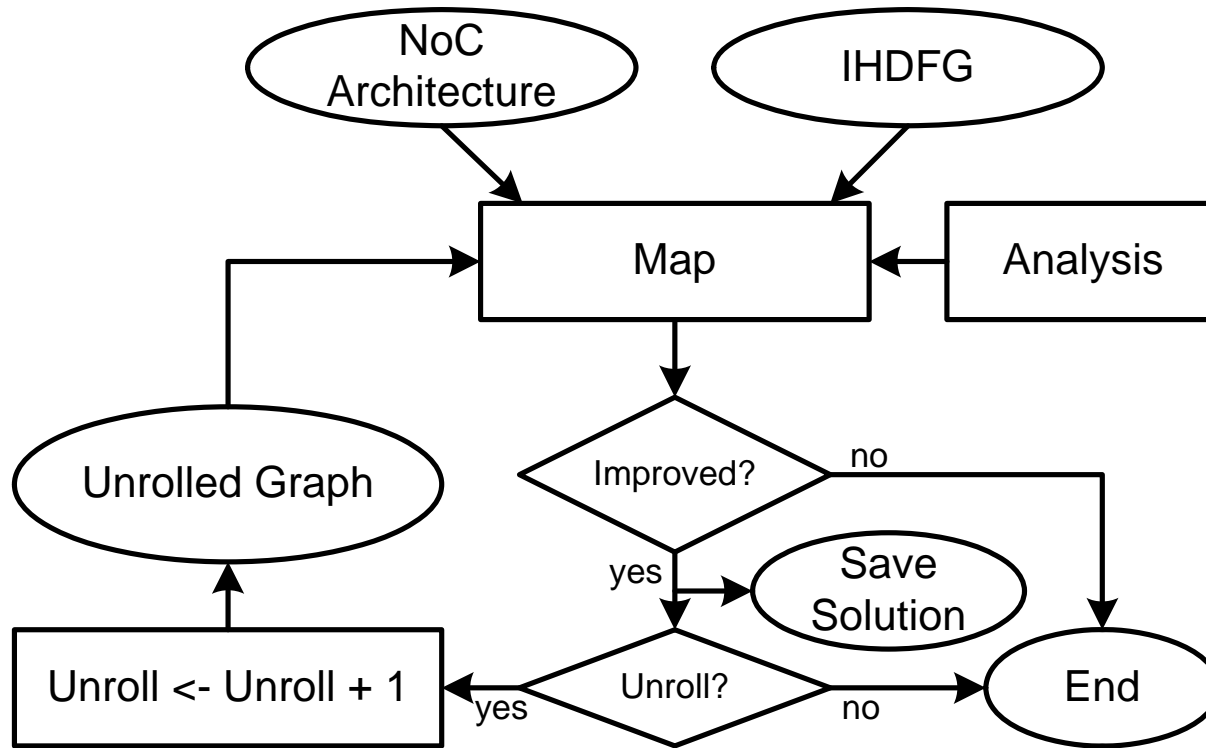 NoC
Architecture
IHDFG
Map
Analysis
Improved?
no
Unrolled Graph
yes
Save
Solution
Unroll <- Unroll + 1
yes
Unroll?
no
End